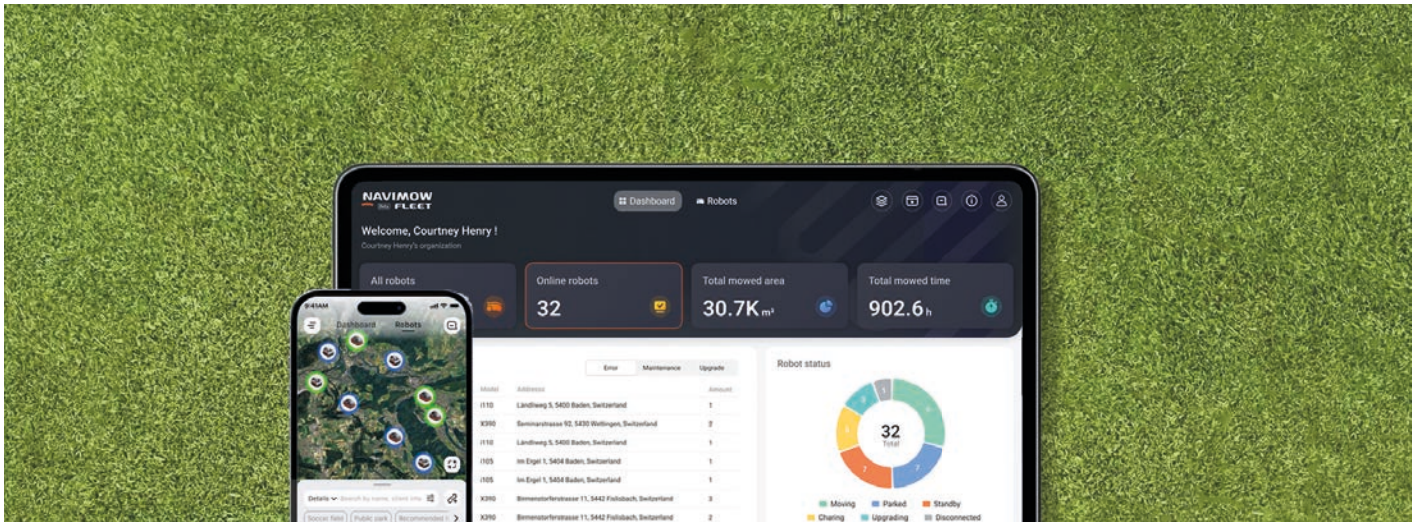 NAVIMOW
Beta FLEET
Dashboard
Robots
Welcome, Courtney Henry !
Courtney Henry's organization
All robots
Online robots
32
Total mowed area
30.7K m²
Total mowed time
902.6 h
9:41AM
Dashboard Robots
Error Maintenance Upgrade
Model Addresss Amount
i110 Ländliweg 5, 5400 Baden, Switzerland 1
X390 Seminarstrasse 92, 5430 Wettingen, Switzerland 2
i110 Ländliweg 5, 5400 Baden, Switzerland 1
i105 Im Ergel 1, 5404 Baden, Switzerland 1
i105 Im Ergel 1, 5404 Baden, Switzerland 1
X390 Birmenstorferstrasse 11, 5442 Fislisbach, Switzerland 3
X390 Birmenstorferstrasse 11, 5442 Fislisbach, Switzerland 2
Robot status
1
7
7
32
Total
Moving Parked Standby
Charing Upgrading Disconnected
Details Search by name, client
Soccer field Public park Recommended